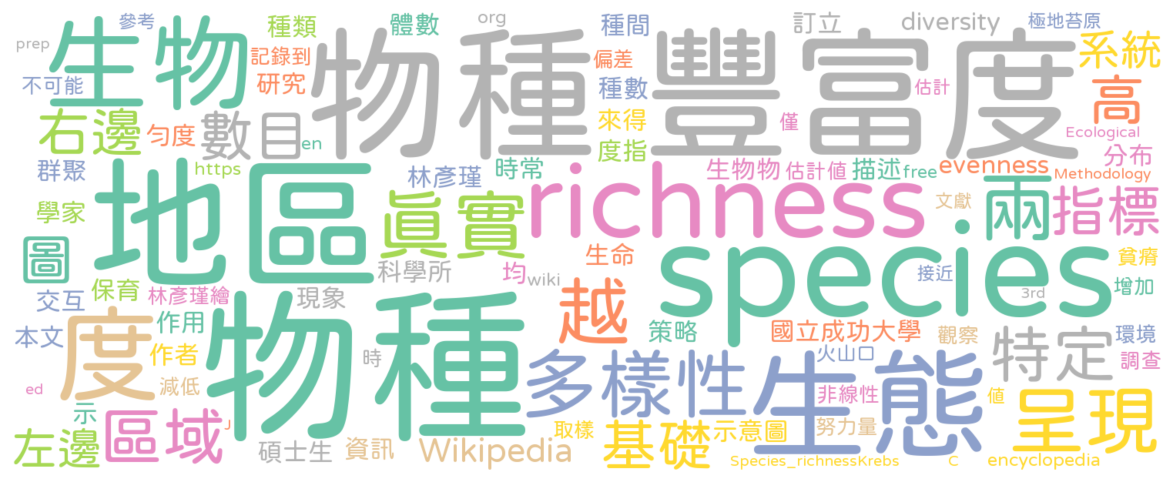 參考 種類 體數 org 種間 訂立 diversity 極地苔原
prep 生物 記錄到 物種豐富度 偏差 系統
不可能 研究 種數 估計 高
右邊 勻度 數目 en 來得 僅 Ecological
群聚 https 林彥瑾 時常 度指 生物物 估計值 描述 free evenness 分布
Methodology
學家 地區 真實 richness 文獻 兩 指標
圖 科學所 均 wiki 生命 species 接近 貧瘠
交互 保育 林彥瑾繪 現象 越 3rd 增加
本文 度 作用 物種 策略 國立成功大學 觀察 特定 環境
作者 時 多樣性 火山口 生態 調查
ed 減低 非線性 值 呈現
示 區域 J 取樣 基礎 示意圖 努力量
左邊 碩士生 資訊 Wikipedia Species_richnessKrebs C encyclopedia